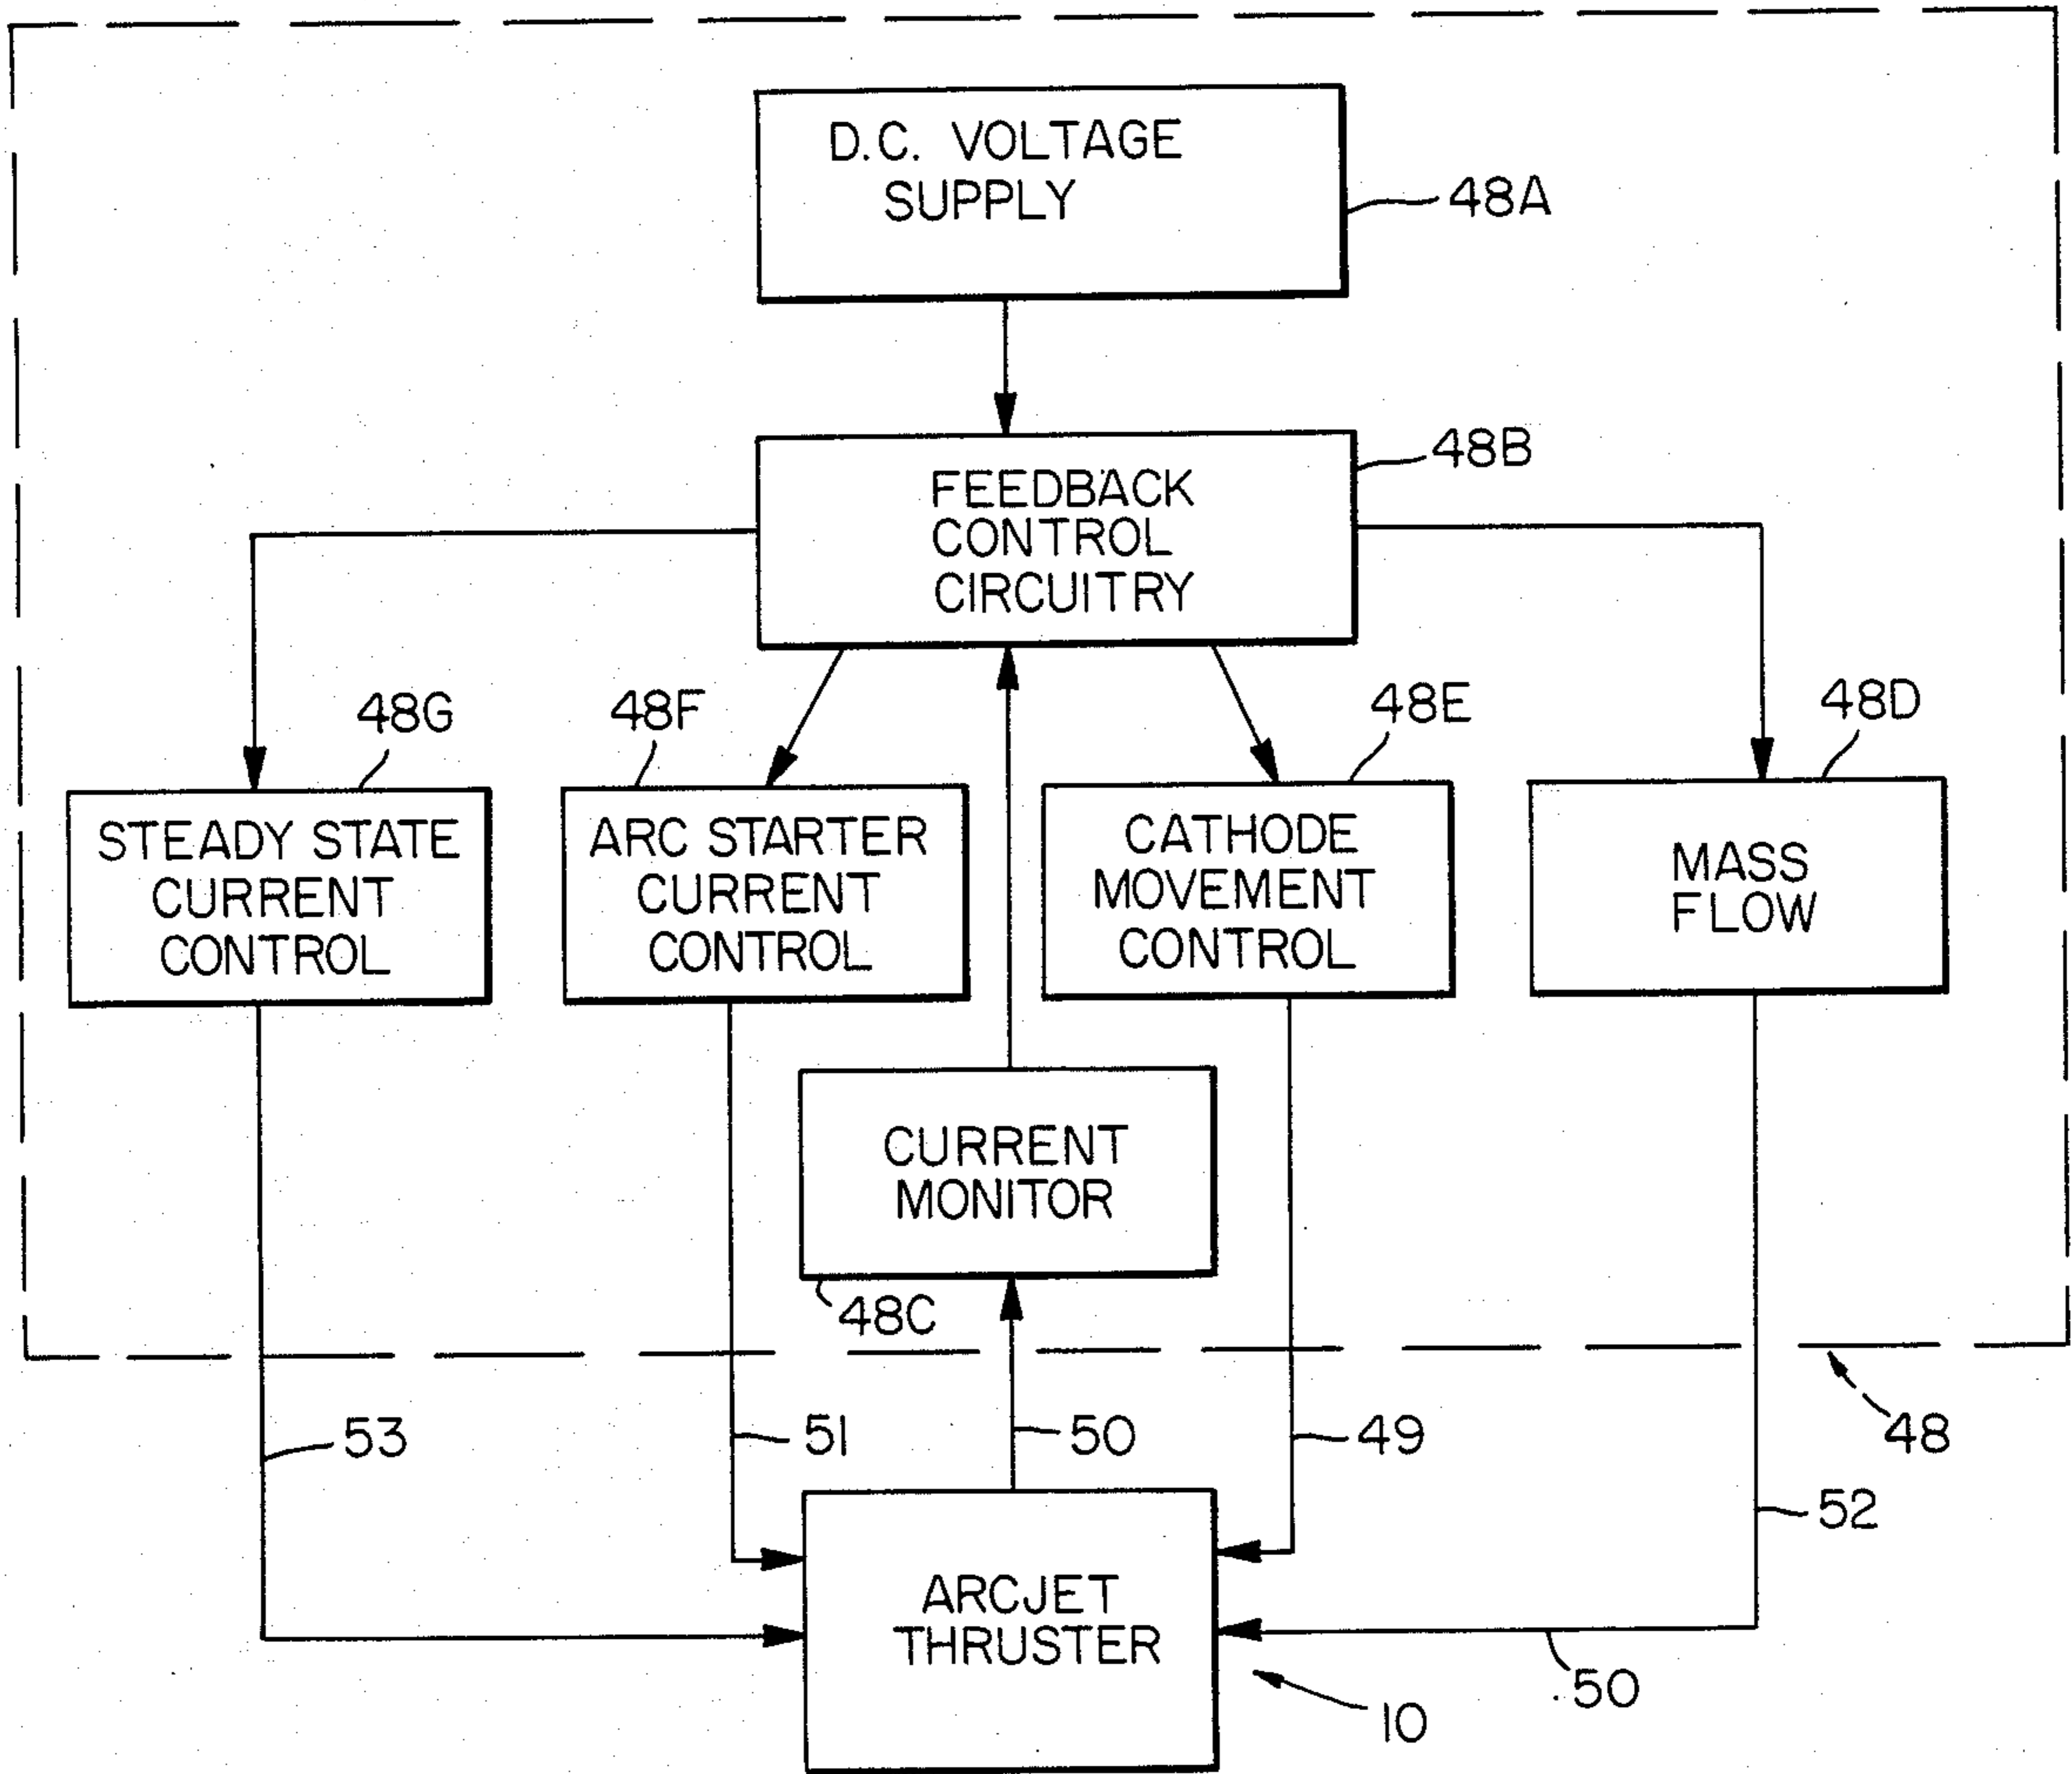 D.C. VOLTAGE
SUPPLY
48A
48B
FEEDBACK
CONTROL
CIRCUITRY
48G
48F
48E
48D
STEADY STATE
CURRENT
CONTROL
ARC STARTER
CURRENT
CONTROL
CATHODE
MOVEMENT
CONTROL
MASS
FLOW
CURRENT
MONITOR
48C
53
51
50
49
48
52
ARCJET
THRUSTER
50
10